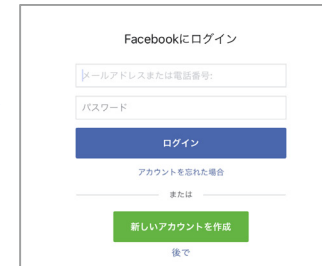 Facebookにログイン
メールアドレスまたは電話番号:
パスワード
ログイン
アカウントを忘れた場合
または
新しいアカウントを作成
後で